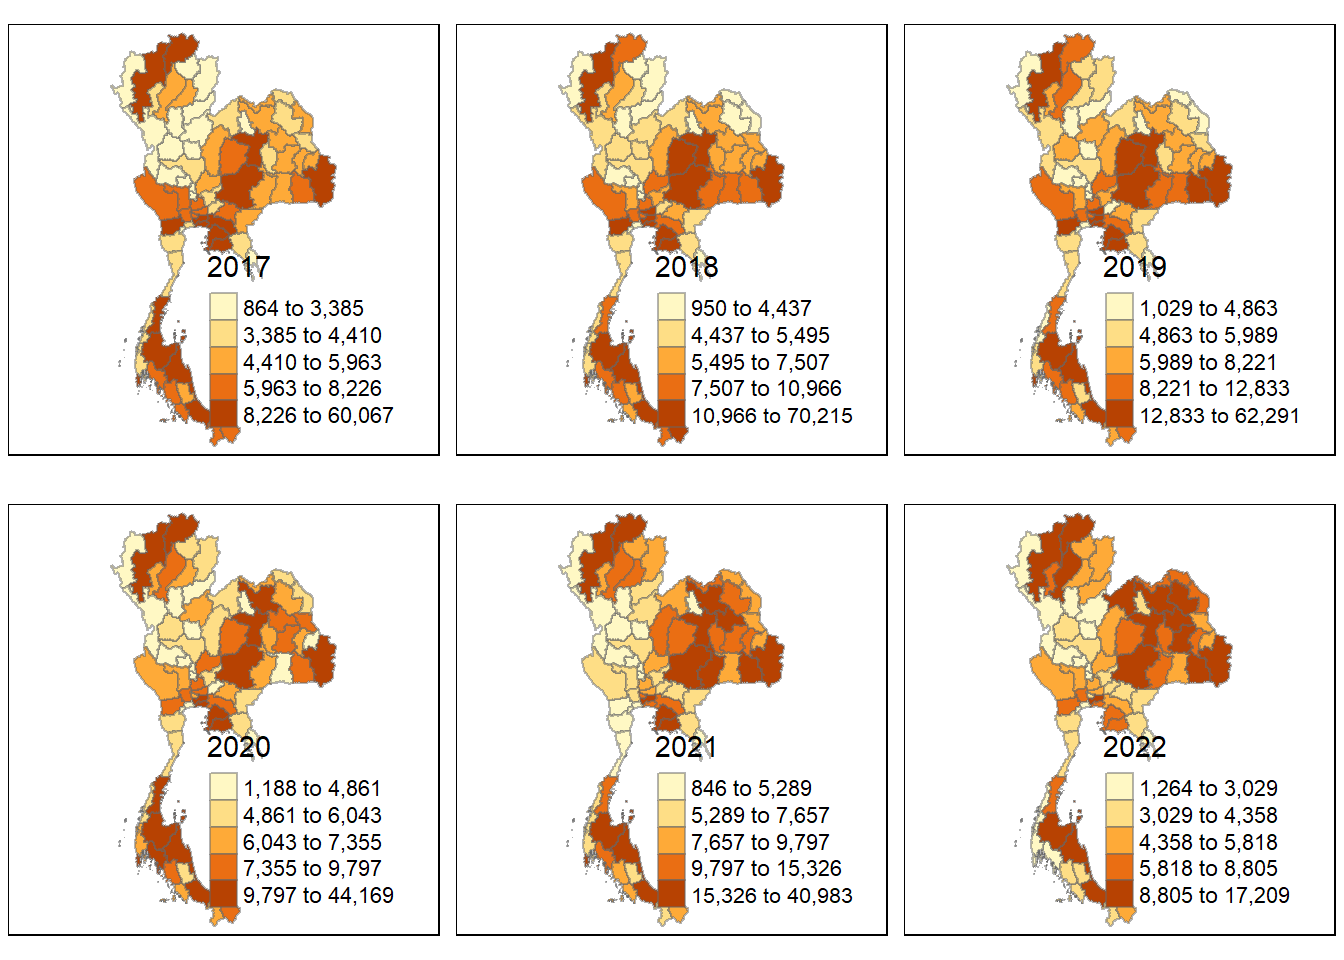 2017
864 to 3,385
3,385 to 4,410
4,410 to 5,963
5,963 to 8,226
8,226 to 60,067
2018
950 to 4,437
4,437 to 5,495
5,495 to 7,507
7,507 to 10,966
10,966 to 70,215
2019
1,029 to 4,863
4,863 to 5,989
5,989 to 8,221
8,221 to 12,833
12,833 to 62,291
2020
1,188 to 4,861
4,861 to 6,043
6,043 to 7,355
7,355 to 9,797
9,797 to 44,169
2021
846 to 5,289
5,289 to 7,657
7,657 to 9,797
9,797 to 15,326
15,326 to 40,983
2022
1,264 to 3,029
3,029 to 4,358
4,358 to 5,818
5,818 to 8,805
8,805 to 17,209